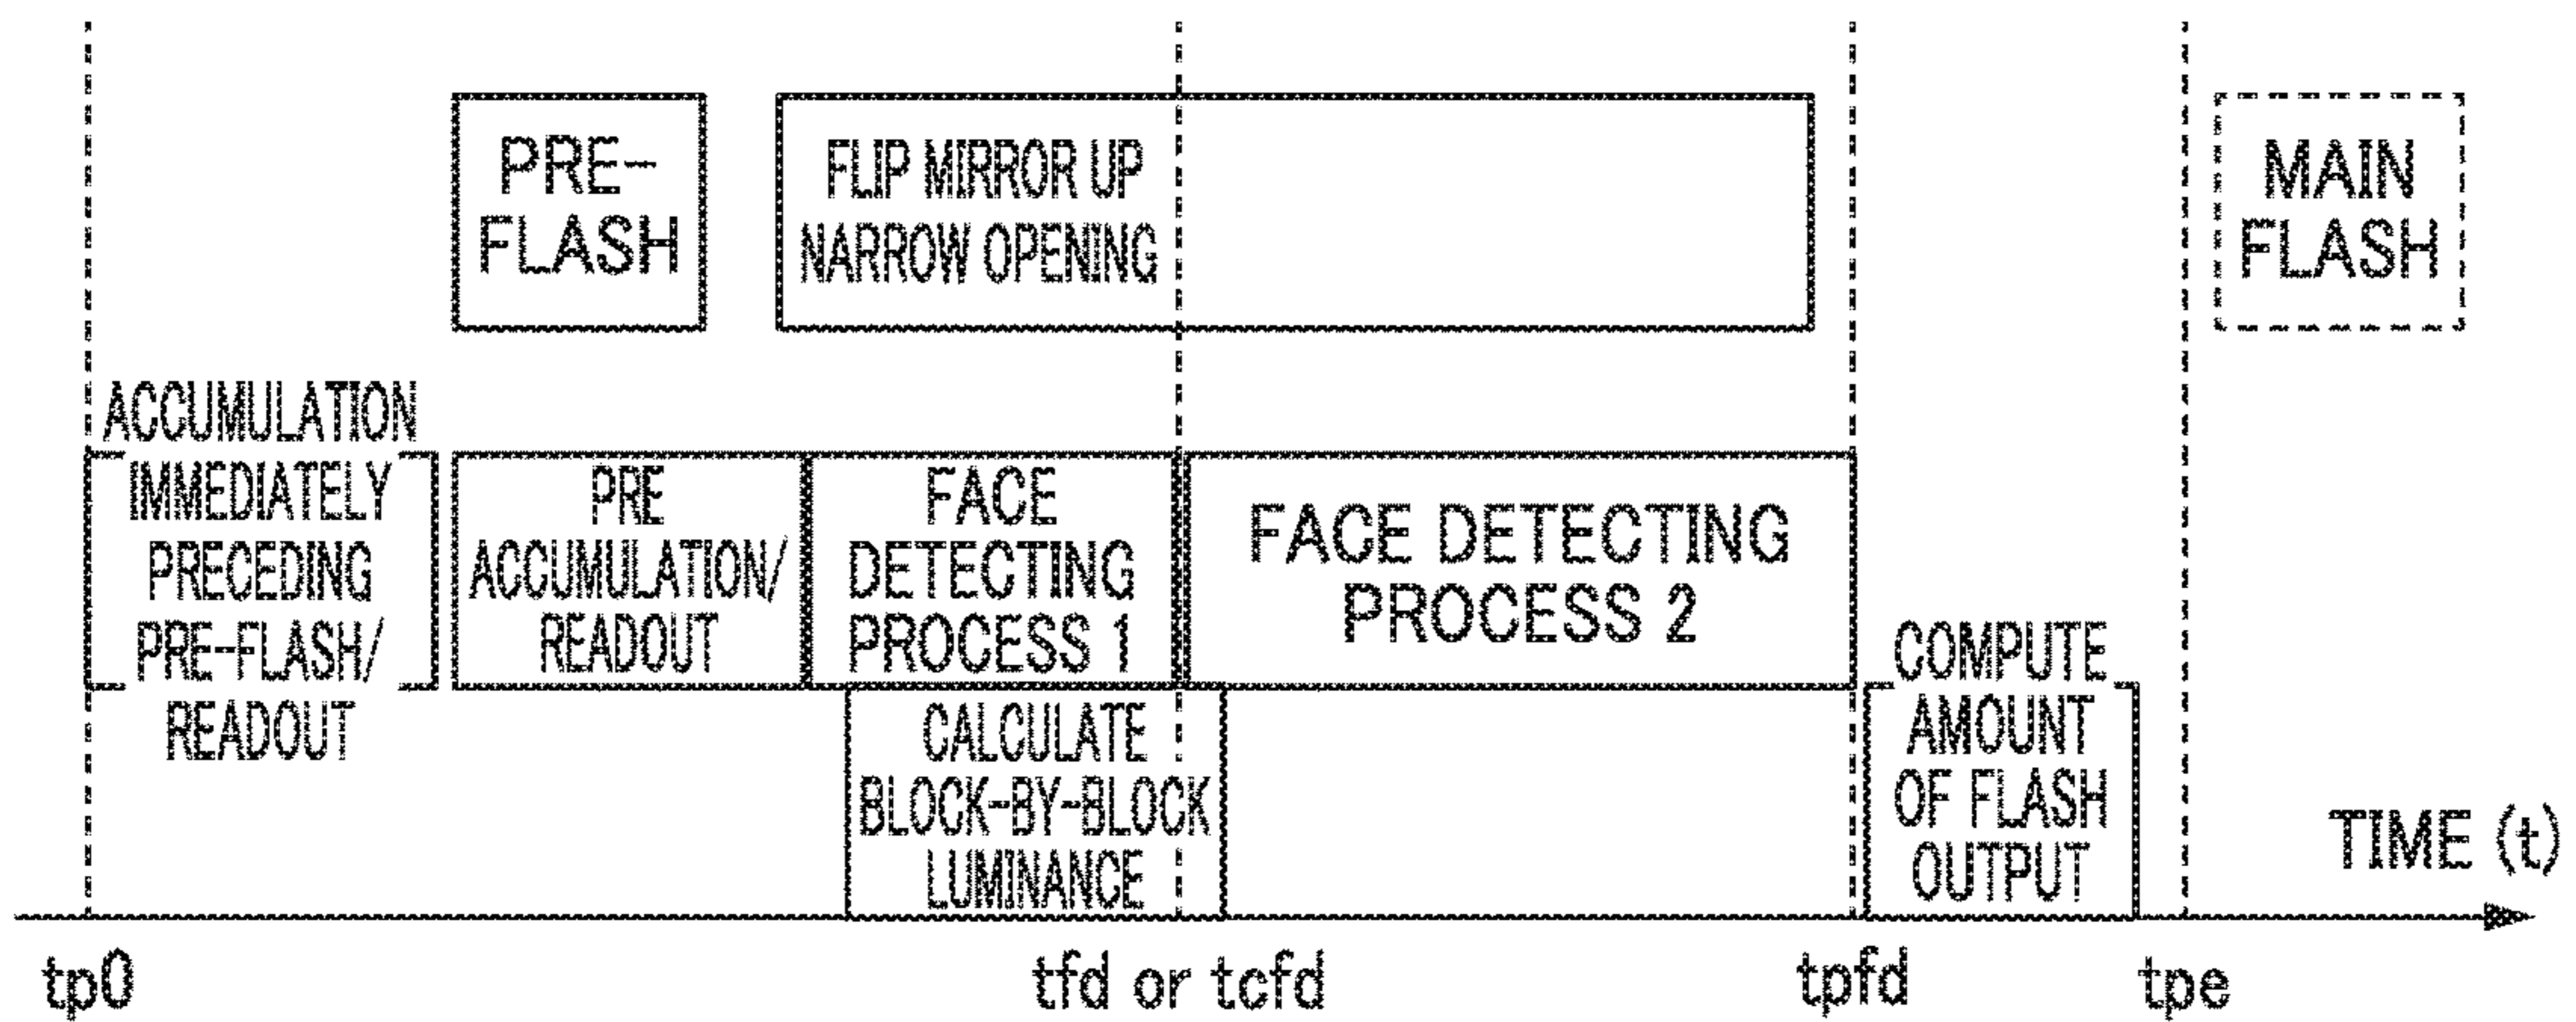 PRE-
FLASH
FLIP MIRROR UP
NARROW OPENING
MAIN
FLASH
ACCUMULATION
IMMEDIATELY
PRECEDING
PRE-FLASH/
READOUT
PRE
ACCUMULATION/
READOUT
FACE
DETECTING
PROCESS 1
FACE DETECTING
PROCESS 2
CALCULATE
BLOCK-BY-BLOCK
LUMINANCE
COMPUTE
AMOUNT
OF FLASH
OUTPUT
TIME (t)
tp0
tfd or tcfd
tpfd
tpe